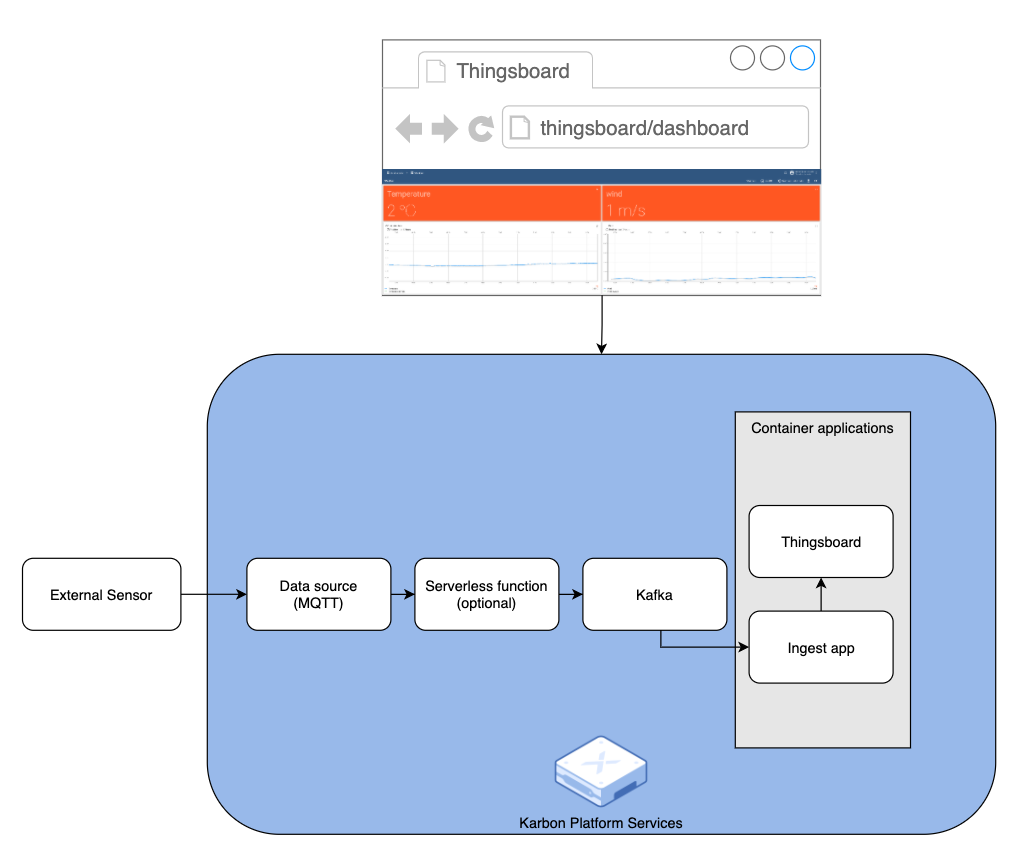 Thingsboard
thingsboard/dashboard
Temperature
wind
2 °C
1 m/s
Container applications
Thingsboard
External Sensor
Data source
(MQTT)
Serverless function
(optional)
Kafka
Ingest app
Karbon Platform Services